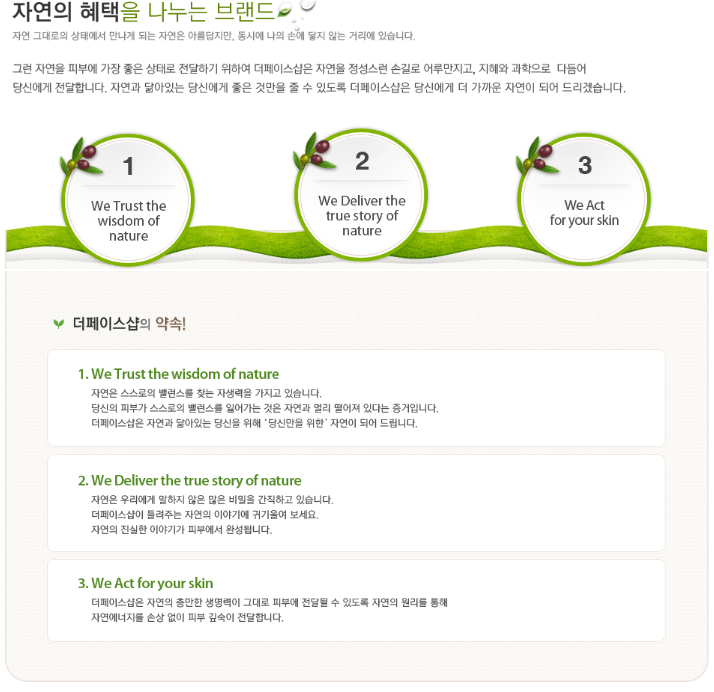 자연의 혜택을 나누는 브랜드
자연 그대로의 상태에서 만나게 되는 자연은 아름답지만, 동시에 나의 손에 닿지 않는 거리에 있습니다.
그런 자연을 피부에 가장 좋은 상태로 전달하기 위하여 더페이스샵은 자연을 정성스런 손길로 어루만지고, 지혜와 과학으로 다듬어
당신에게 전달합니다. 자연과 닮아있는 당신에게 좋은 것만을 줄 수 있도록 더페이스샵은 당신에게 더 가까운 자연이 되어 드리겠습니다.
1
We Trust the
wisdom of
nature
2
We Deliver the
true story of
nature
3
We Act
for your skin
더페이스샵의 약속!
1. We Trust the wisdom of nature
자연은 스스로의 밸런스를 찾는 자생력을 가지고 있습니다.
당신의 피부가 스스로의 밸런스를 잃어가는 것은 자연과 멀리 떨어져 있다는 증거입니다.
더페이스샵은 자연과 닮아있는 당신을 위해 '당신만을 위한' 자연이 되어 드립니다.
2. We Deliver the true story of nature
자연은 우리에게 말하지 않은 많은 비밀을 간직하고 있습니다.
더페이스샵이 들려주는 자연의 이야기에 귀기울여 보세요.
자연의 진실한 이야기가 피부에서 완성됩니다.
3. We Act for your skin
더페이스샵은 자연의 충만한 생명력이 그대로 피부에 전달될 수 있도록 자연의 원리를 통해
자연에너지를 손상 없이 피부 깊숙이 전달합니다.